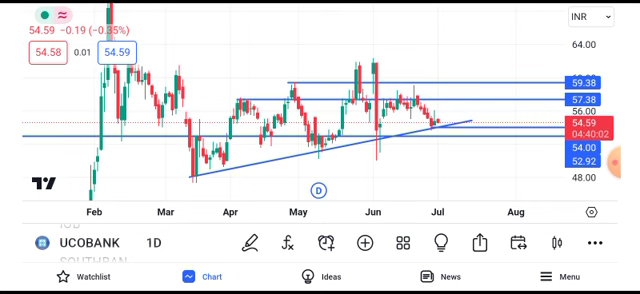 INR
54.59 −0.19 (−0.35%)
54.58 0.01 54.59
64.00
59.38
57.38
56.00
54.59
04:40:02
54.00
52.92
48.00
D
Feb Mar Apr May Jun Jul Aug
UCOBANK 1D
SOUTHBAN
Watchlist Chart Ideas News Menu